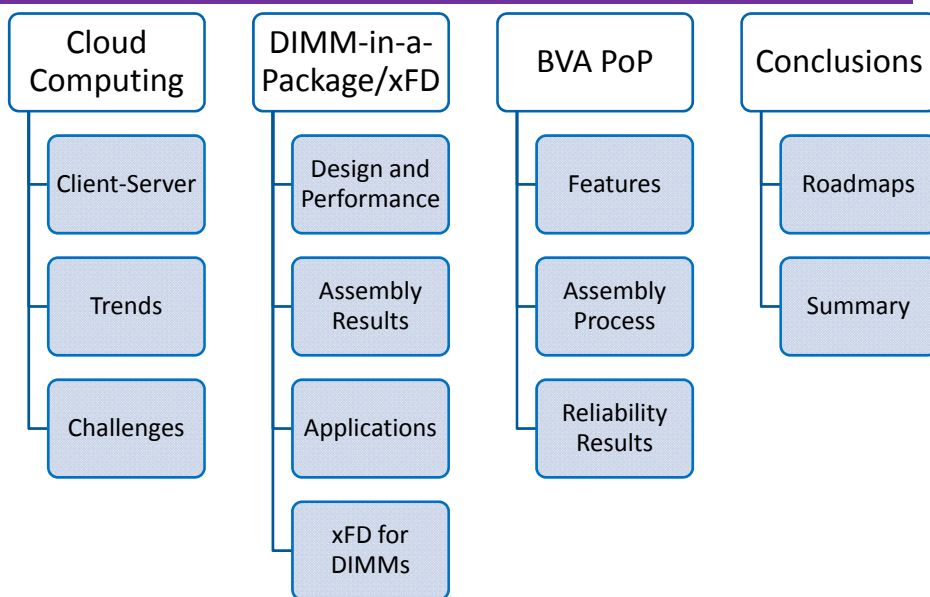 Cloud
Computing
Client-Server
Trends
Challenges
DIMM-in-a-
Package/xFD
Design and
Performance
Assembly
Results
Applications
xFD for
DIMMs
BVA PoP
Features
Assembly
Process
Reliability
Results
Conclusions
Roadmaps
Summary